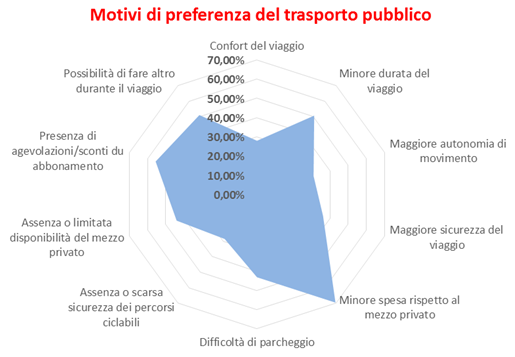 Motivi di preferenza del trasporto pubblico
Confort del viaggio
70,00%
60,00%
50,00%
40,00%
30,00%
20,00%
10,00%
0,00%
Minore durata del
viaggio
Maggiore autonomia di
movimento
Maggiore sicurezza del
viaggio
Minore spesa rispetto al
mezzo privato
Difficoltà di parcheggio
Assenza o scarsa
sicurezza dei percorsi
ciclabili
Assenza o limitata
disponibilità del mezzo
privato
Presenza di
agevolazioni/sconti du
abbonamento
Possibilità di fare altro
durante il viaggio